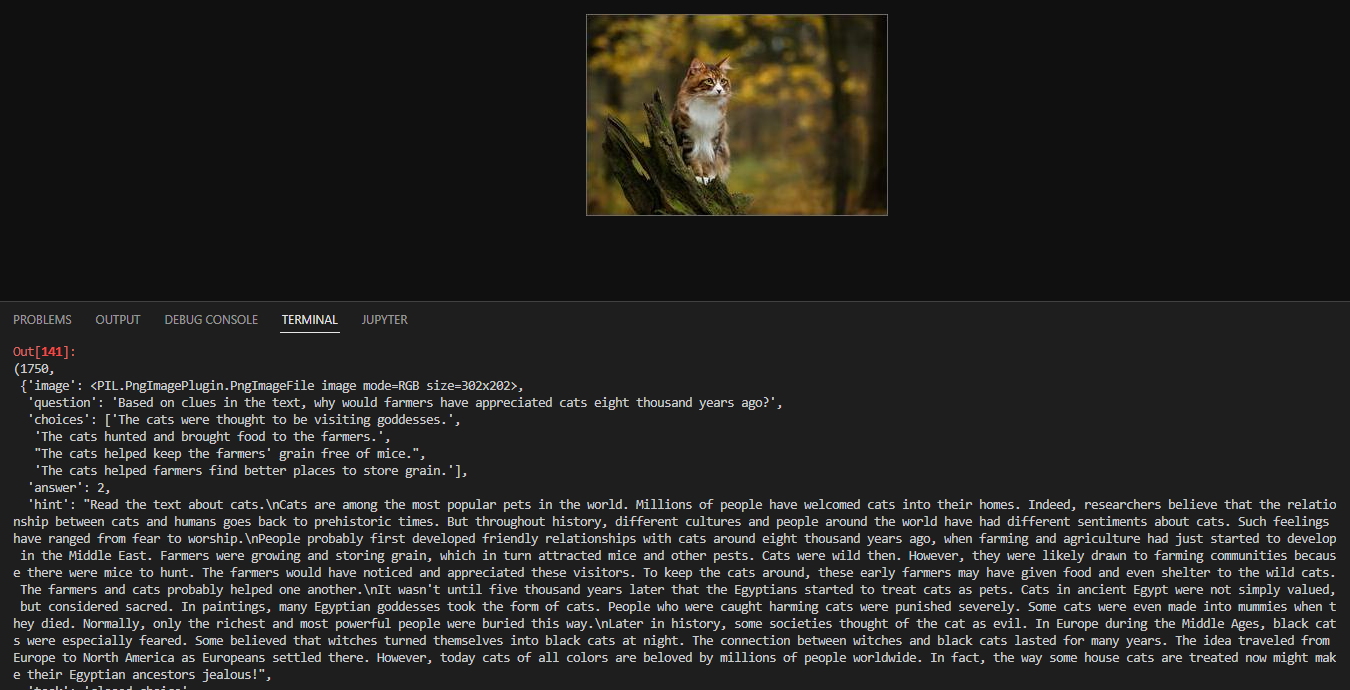 PROBLEMS OUTPUT DEBUG CONSOLE TERMINAL JUPYTER
Out[141]:
(1750,
 {'image': <PIL.PngImagePlugin.PngImageFile image mode=RGB size=302x202>,
  'question': 'Based on clues in the text, why would farmers have appreciated cats eight thousand years ago?',
  'choices': ['The cats were thought to be visiting goddesses.',
   'The cats hunted and brought food to the farmers.',
   "The cats helped keep the farmers' grain free of mice.",
   'The cats helped farmers find better places to store grain.'],
  'answer': 2,
  'hint': "Read the text about cats.\nCats are among the most popular pets in the world. Millions of people have welcomed cats into their homes. Indeed, researchers believe that the relatio
nship between cats and humans goes back to prehistoric times. But throughout history, different cultures and people around the world have had different sentiments about cats. Such feelings
have ranged from fear to worship.\nPeople probably first developed friendly relationships with cats around eight thousand years ago, when farming and agriculture had just started to develop
 in the Middle East. Farmers were growing and storing grain, which in turn attracted mice and other pests. Cats were wild then. However, they were likely drawn to farming communities becaus
e there were mice to hunt. The farmers would have noticed and appreciated these visitors. To keep the cats around, these early farmers may have given food and even shelter to the wild cats.
 The farmers and cats probably helped one another.\nIt wasn't until five thousand years later that the Egyptians started to treat cats as pets. Cats in ancient Egypt were not simply valued,
 but considered sacred. In paintings, many Egyptian goddesses took the form of cats. People who were caught harming cats were punished severely. Some cats were even made into mummies when t
hey died. Normally, only the richest and most powerful people were buried this way.\nLater in history, some societies thought of the cat as evil. In Europe during the Middle Ages, black cat
s were especially feared. Some believed that witches turned themselves into black cats at night. The connection between witches and black cats lasted for many years. The idea traveled from
Europe to North America as Europeans settled there. However, today cats of all colors are beloved by millions of people worldwide. In fact, the way some house cats are treated now might mak
e their Egyptian ancestors jealous!",